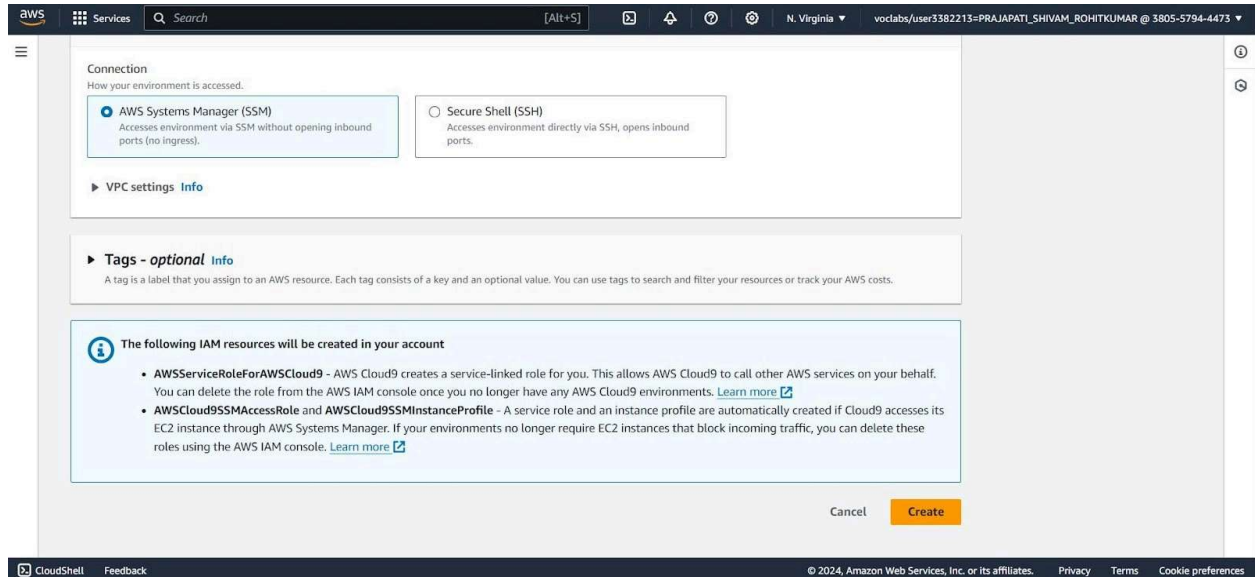 aws
Services
Search
[Alt+S]
N. Virginia
voclabs/user3382213=PRAJAPATI_SHIVAM_ROHITKUMAR @ 3805-5794-4473
Connection
How your environment is accessed.
AWS Systems Manager (SSM)
Accesses environment via SSM without opening inbound
ports (no ingress).
Secure Shell (SSH)
Accesses environment directly via SSH, opens inbound
ports.
VPC settings Info
Tags - optional Info
A tag is a label that you assign to an AWS resource. Each tag consists of a key and an optional value. You can use tags to search and filter your resources or track your AWS costs.
The following IAM resources will be created in your account
• AWSServiceRoleForAWSCloud9 - AWS Cloud9 creates a service-linked role for you. This allows AWS Cloud9 to call other AWS services on your behalf.
You can delete the role from the AWS IAM console once you no longer have any AWS Cloud9 environments. Learn more
• AWSCloud9SSMAccessRole and AWSCloud9SSMInstanceProfile - A service role and an instance profile are automatically created if Cloud9 accesses its
EC2 instance through AWS Systems Manager. If your environments no longer require EC2 instances that block incoming traffic, you can delete these
roles using the AWS IAM console. Learn more
Cancel
Create
CloudShell
Feedback
© 2024, Amazon Web Services, Inc. or its affiliates.
Privacy
Terms
Cookie preferences